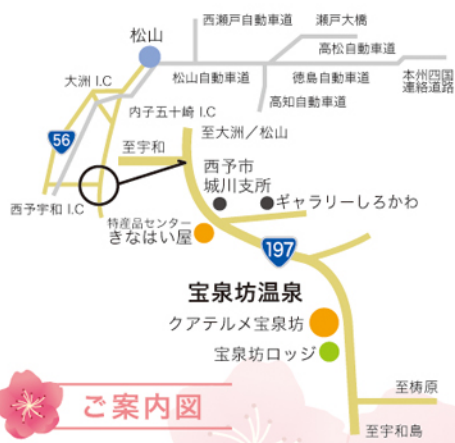 西瀬戸自動車道
瀬戸大橋
松山
高松自動車道
大洲 I.C
松山自動車道
徳島自動車道
本州四国
連絡道路
高知自動車道
内子五十崎 I.C
56
至大洲／松山
至宇和
西予市
城川支所
西予宇和 I.C
ギャラリーしろかわ
特産品センター
きなはい屋
197
宝泉坊温泉
クアテルメ宝泉坊
宝泉坊ロッジ
ご案内図
至梼原
至宇和島